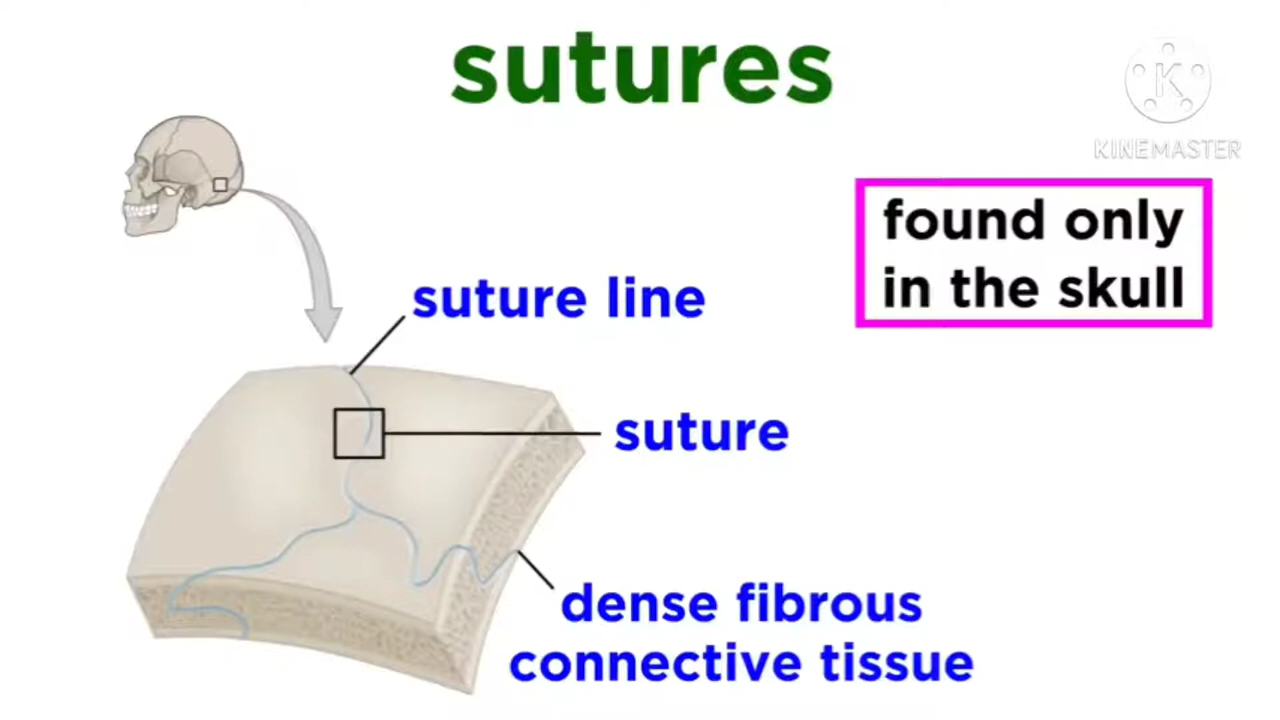 sutures
K
KINEMASTER
found only
in the skull
suture line
suture
dense fibrous
connective tissue